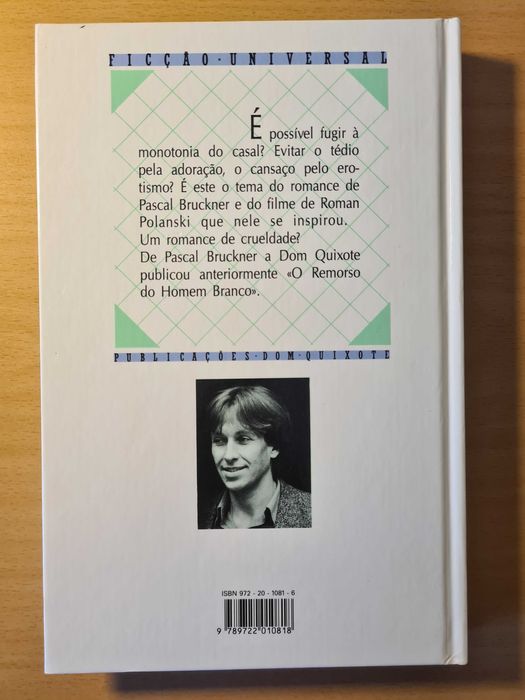 FICÇÃO·UNIVERSAL
É possível fugir à
monotonia do casal? Evitar o tédio
pela adoração, o cansaço pelo ero-
tismo? É este o tema do romance de
Pascal Bruckner e do filme de Roman
Polanski que nele se inspirou.
Um romance de crueldade?
De Pascal Bruckner a Dom Quixote
publicou anteriormente «O Remorso
do Homem Branco».
PUBLICAÇÕES·DOM·QUIXOTE
ISBN 972 - 20 - 1081 - 6
9 789722 010818